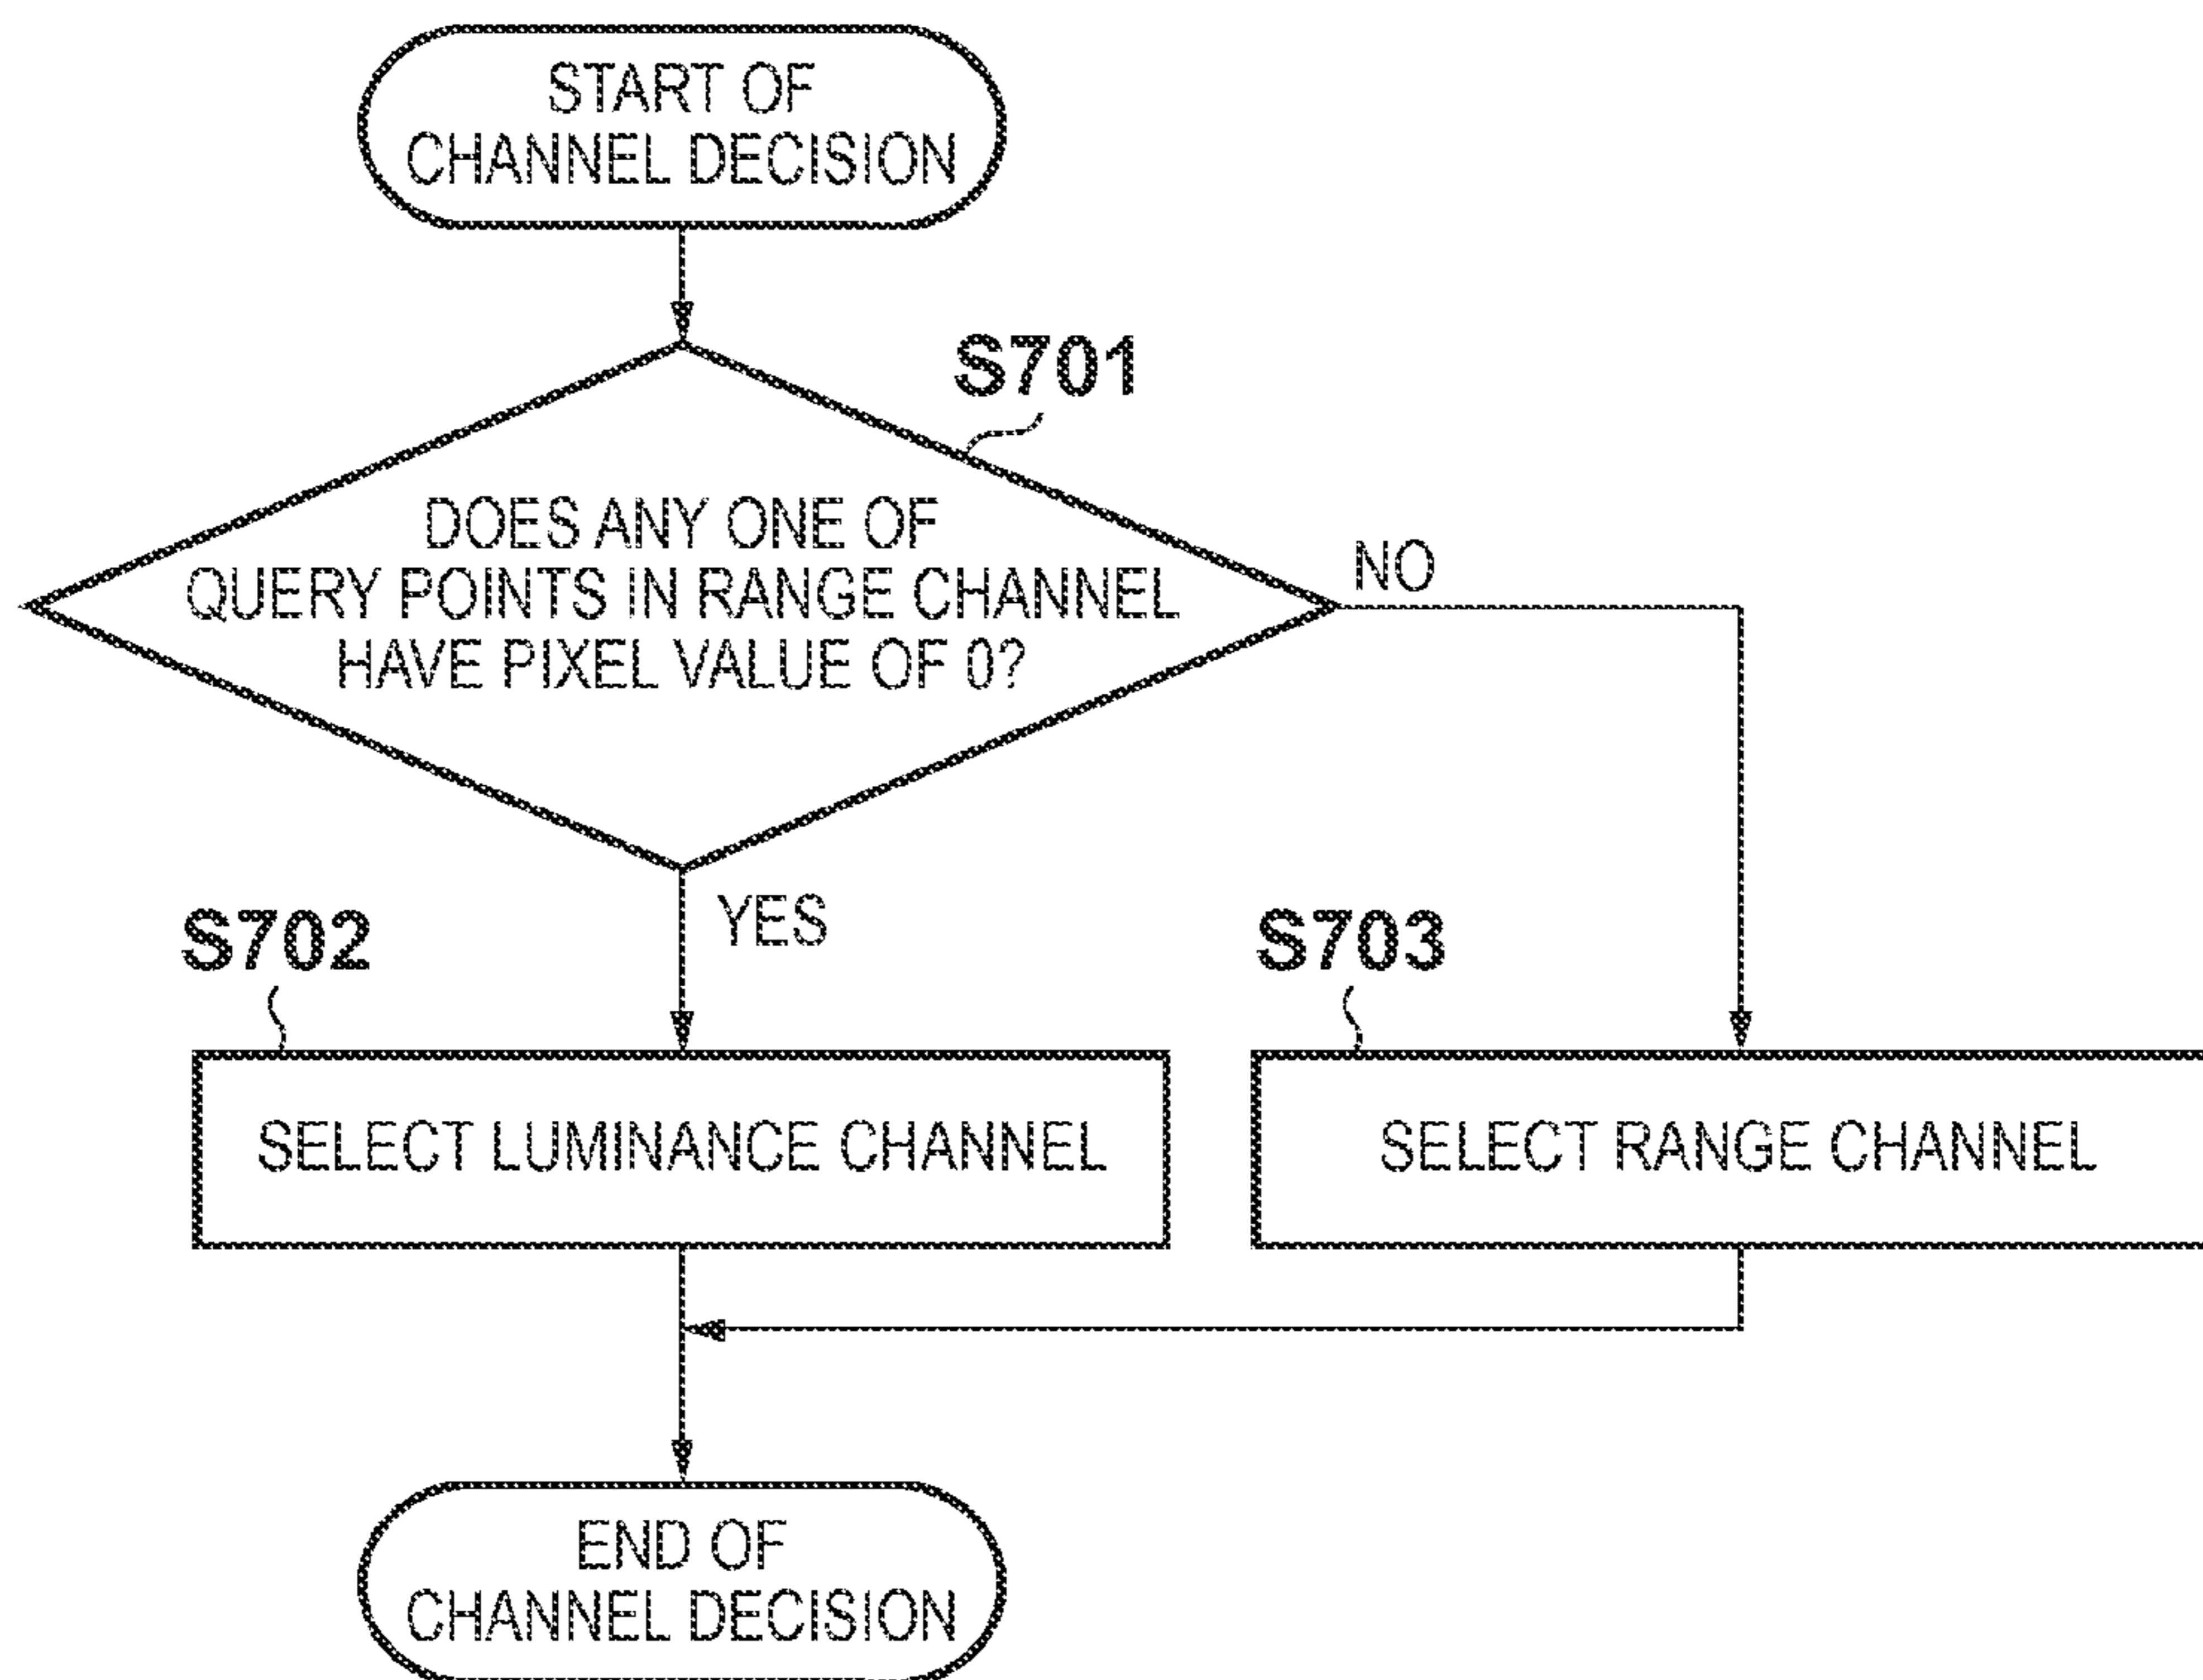 START OF
CHANNEL DECISION
S701
DOES ANY ONE OF
QUERY POINTS IN RANGE CHANNEL
HAVE PIXEL VALUE OF 0?
NO
YES
S702
S703
SELECT LUMINANCE CHANNEL
SELECT RANGE CHANNEL
END OF
CHANNEL DECISION